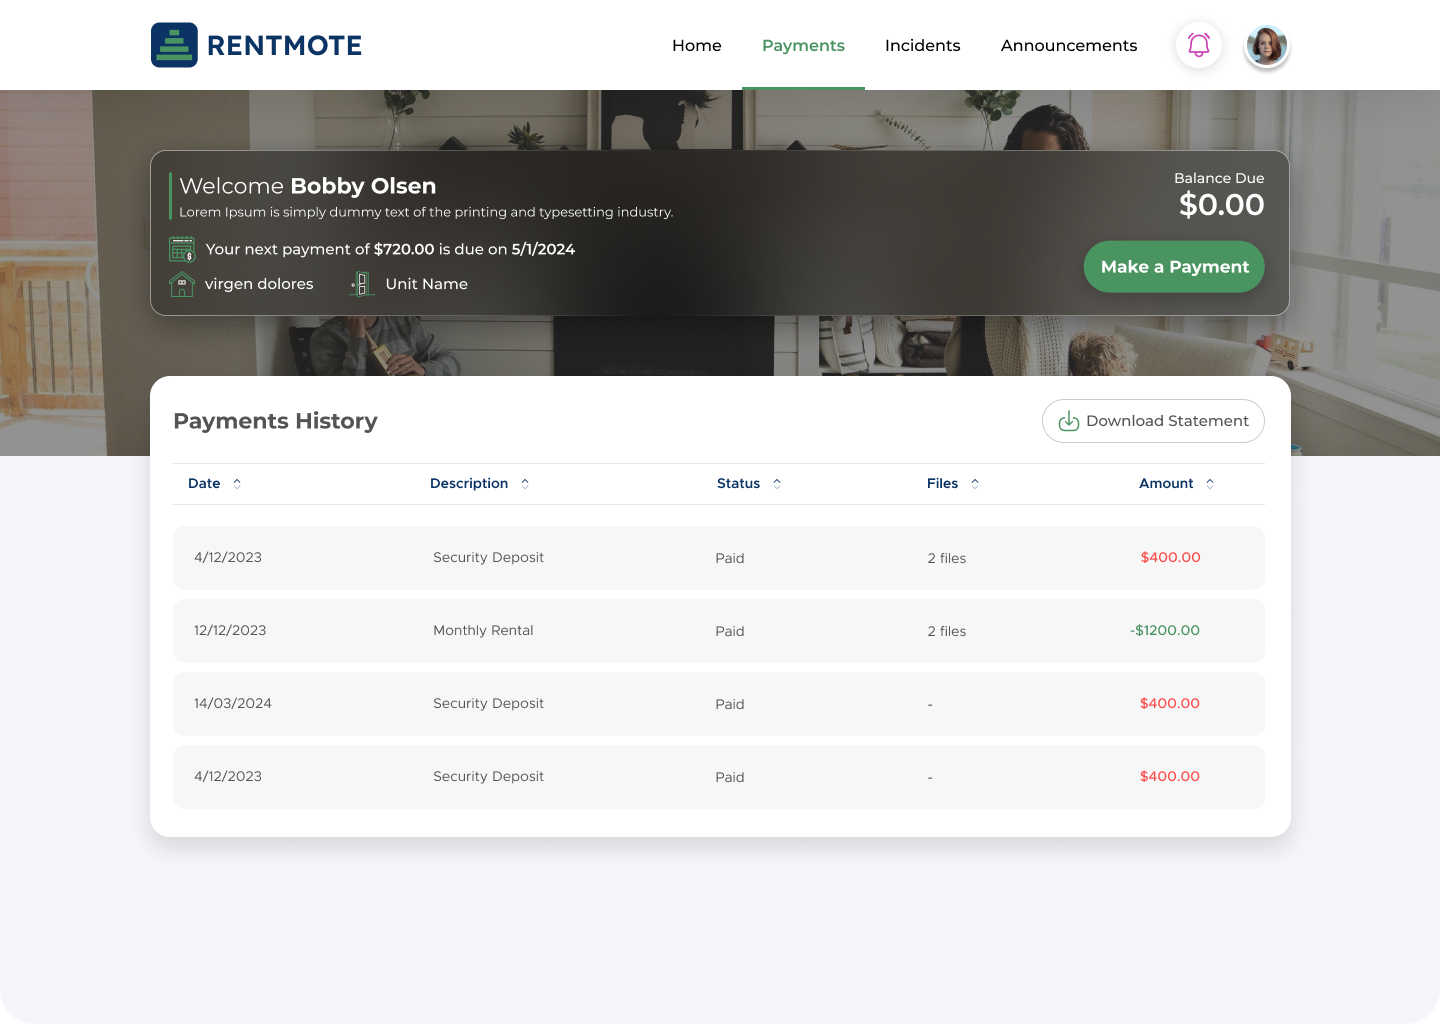 RENTMOTE
Home Payments Incidents Announcements
Welcome Bobby Olsen
Lorem Ipsum is simply dummy text of the printing and typesetting industry.
Your next payment of $720.00 is due on 5/1/2024
virgen dolores Unit Name
Balance Due
$0.00
Make a Payment
Payments History
Download Statement
Date Description Status Files Amount
4/12/2023 Security Deposit Paid 2 files $400.00
12/12/2023 Monthly Rental Paid 2 files -$1200.00
14/03/2024 Security Deposit Paid - $400.00
4/12/2023 Security Deposit Paid - $400.00